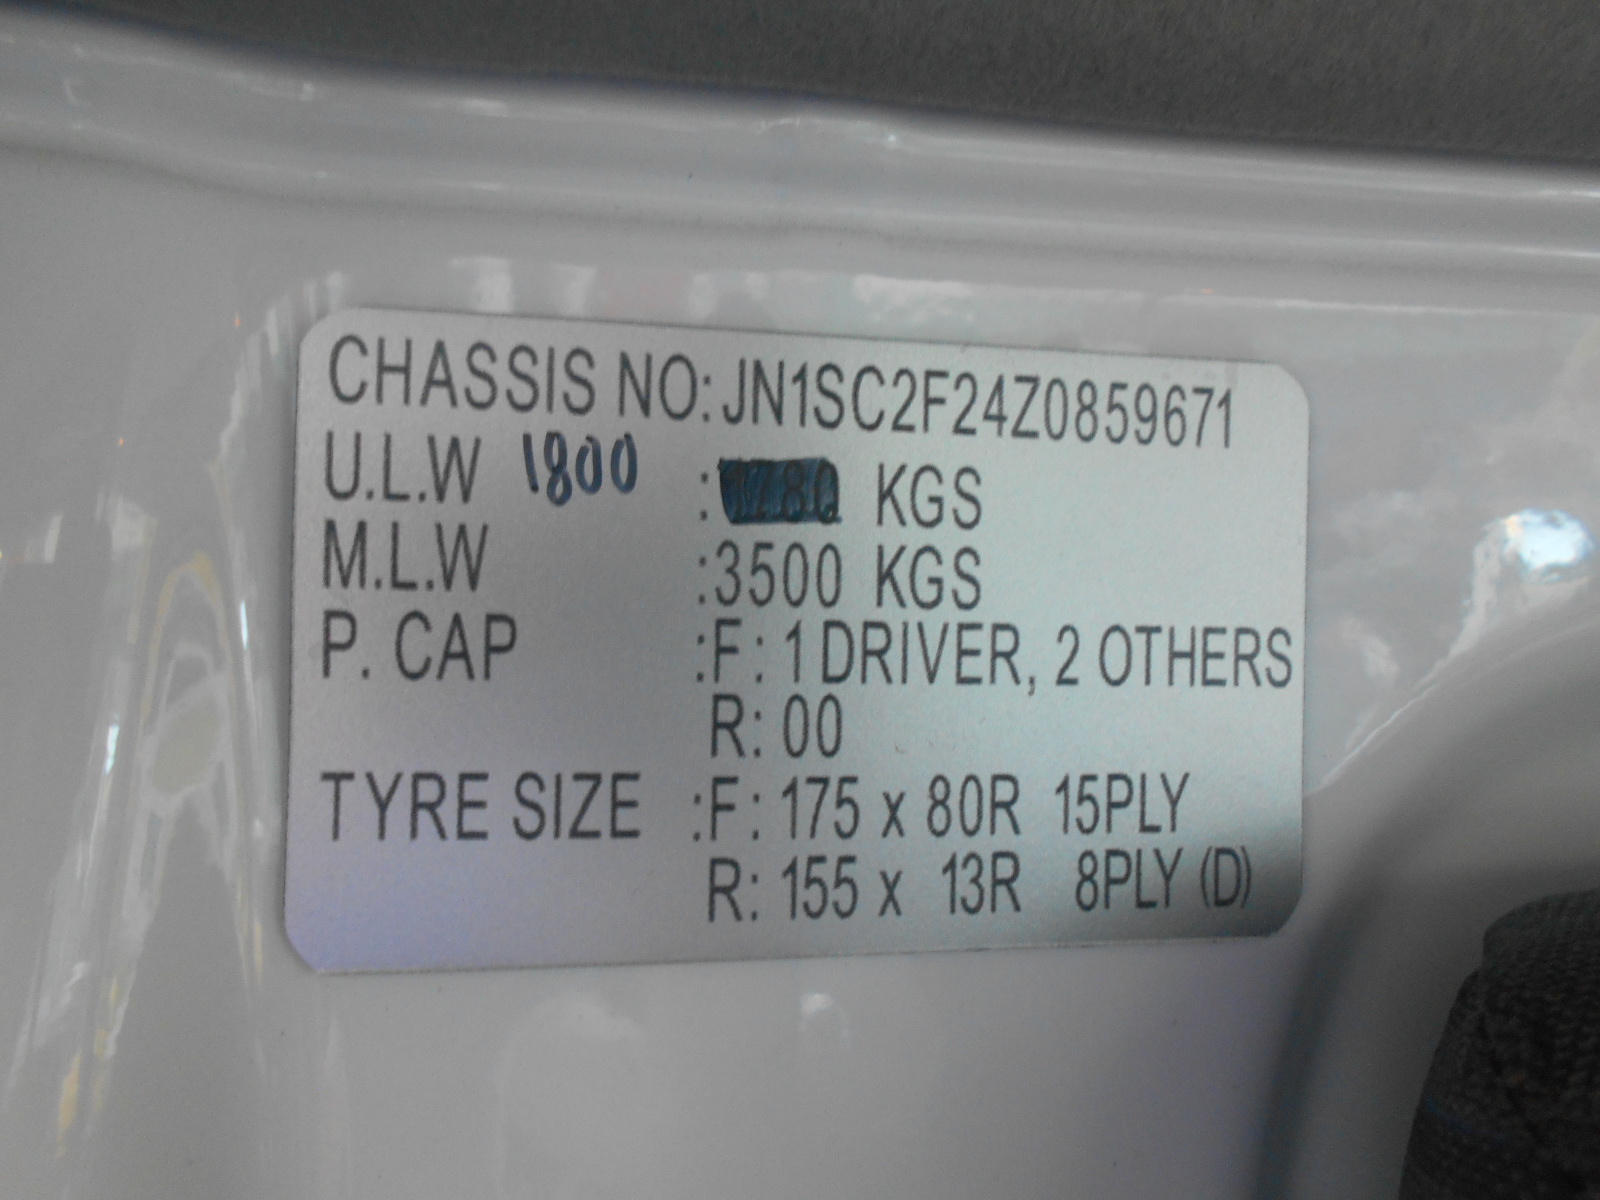 CHASSIS NO: JN1SC2F24Z0859671
U.L.W 1800 : 1780 KGS
M.L.W :3500 KGS
P. CAP :F: 1 DRIVER, 2 OTHERS
R: 00
TYRE SIZE :F: 175 x 80R 15PLY
R: 155 x 13R 8PLY (D)